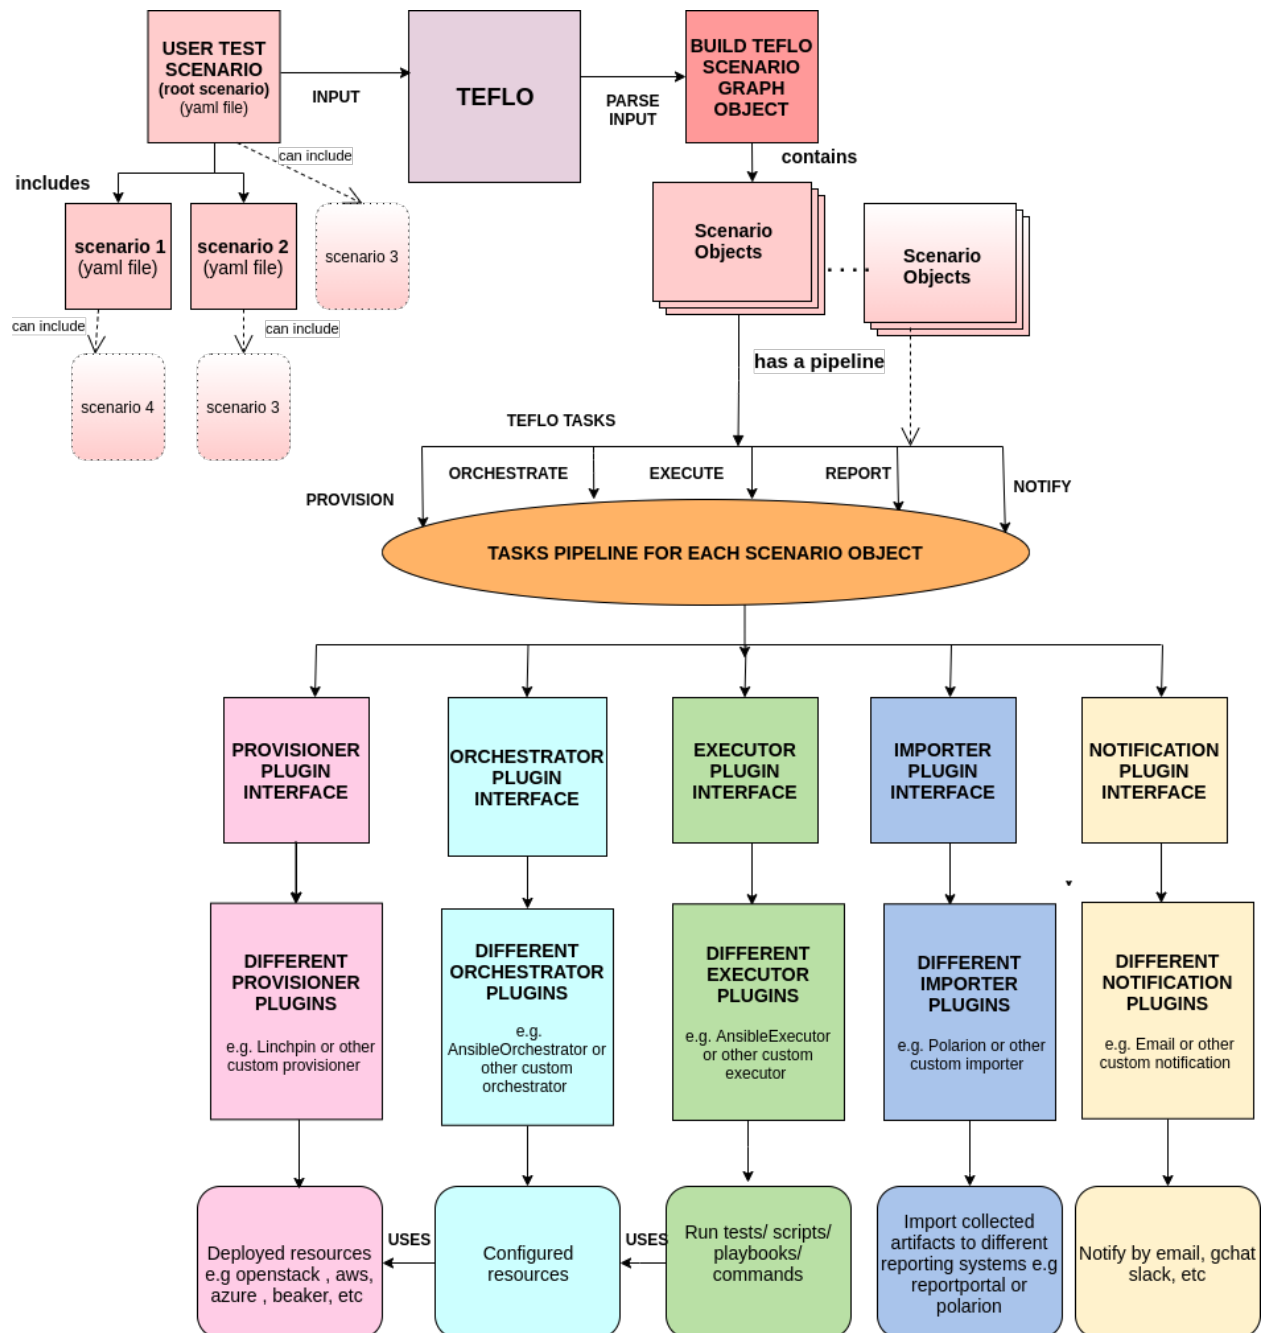 USER TEST
SCENARIO
(root scenario)
(yaml file)
INPUT
TEFLO
PARSE
INPUT
BUILD TEFLO
SCENARIO
GRAPH
OBJECT
can include
contains
includes
scenario 1
(yaml file)
scenario 2
(yaml file)
scenario 3
Scenario
Objects
Scenario
Objects
can include
can include
scenario 4
scenario 3
has a pipeline
TEFLO TASKS
PROVISION
ORCHESTRATE
EXECUTE
REPORT
NOTIFY
TASKS PIPELINE FOR EACH SCENARIO OBJECT
PROVISIONER
PLUGIN
INTERFACE
ORCHESTRATOR
PLUGIN
INTERFACE
EXECUTOR
PLUGIN
INTERFACE
IMPORTER
PLUGIN
INTERFACE
NOTIFICATION
PLUGIN
INTERFACE
DIFFERENT
PROVISIONER
PLUGINS
e.g. Linchpin or other
custom provisioner
DIFFERENT
ORCHESTRATOR
PLUGINS
e.g.
AnsibleOrchestrator or
other custom
orchestrator
DIFFERENT
EXECUTOR
PLUGINS
e.g. AnsibleExecutor
or other custom
executor
DIFFERENT
IMPORTER
PLUGINS
e.g. Polarion or other
custom importer
DIFFERENT
NOTIFICATION
PLUGINS
e.g. Email or other
custom notification
Deployed resources
e.g openstack , aws,
azure , beaker, etc
USES
Configured
resources
USES
Run tests/ scripts/
playbooks/
commands
Import collected
artifacts to different
reporting systems e.g
reportportal or
polarion
Notify by email, gchat
slack, etc